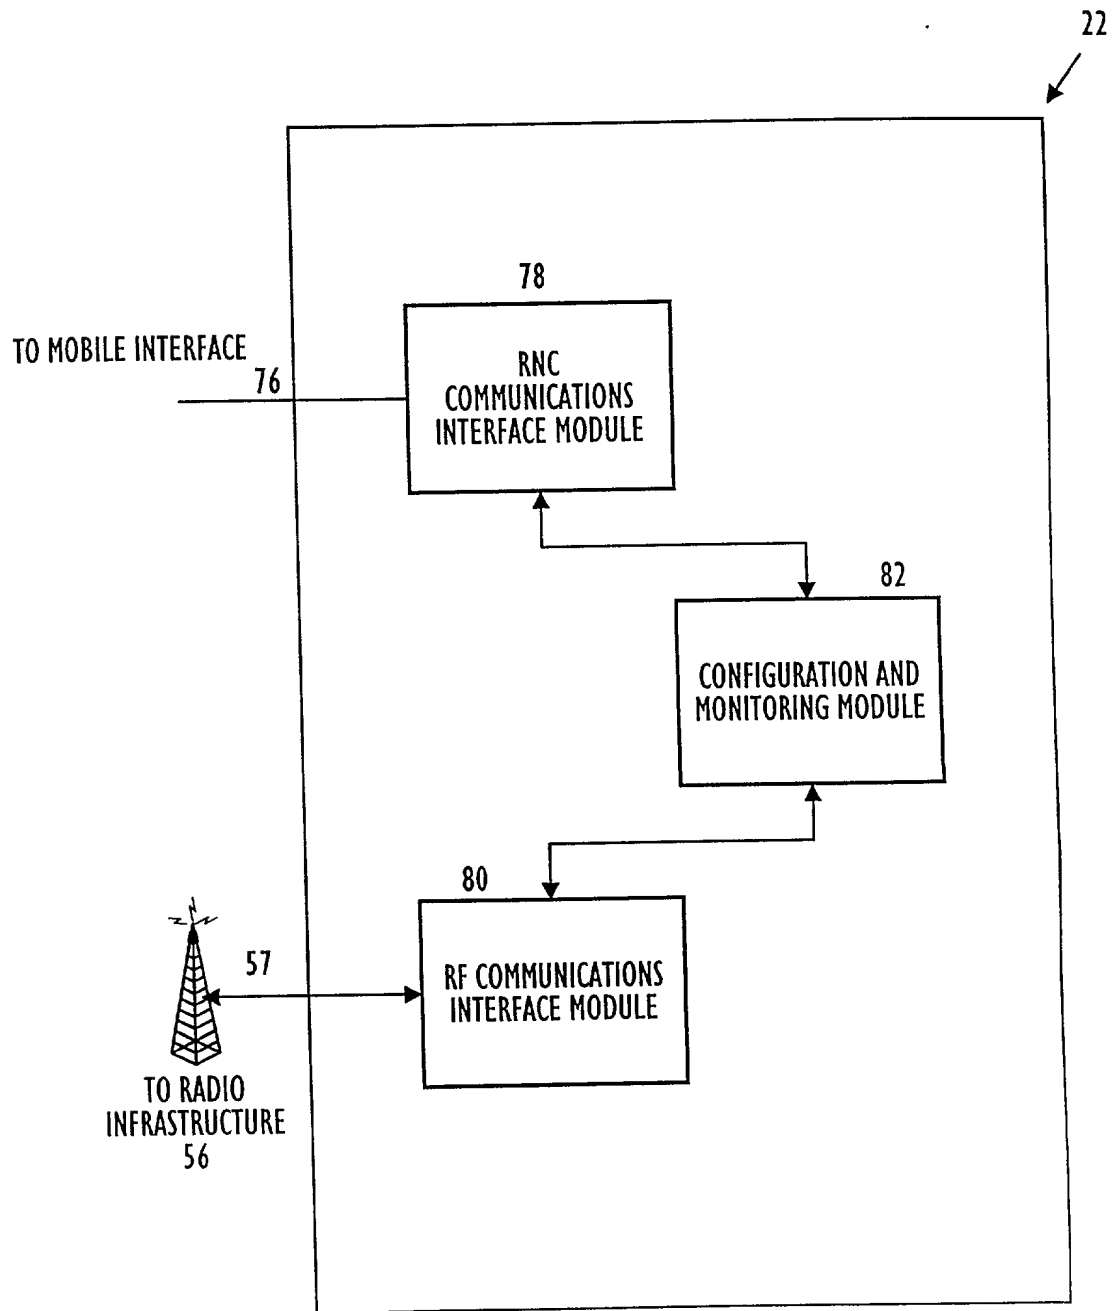 22
78
TO MOBILE INTERFACE
76
RNC
COMMUNICATIONS
INTERFACE MODULE
82
CONFIGURATION AND
MONITORING MODULE
80
57
RF COMMUNICATIONS
INTERFACE MODULE
TO RADIO
INFRASTRUCTURE
56